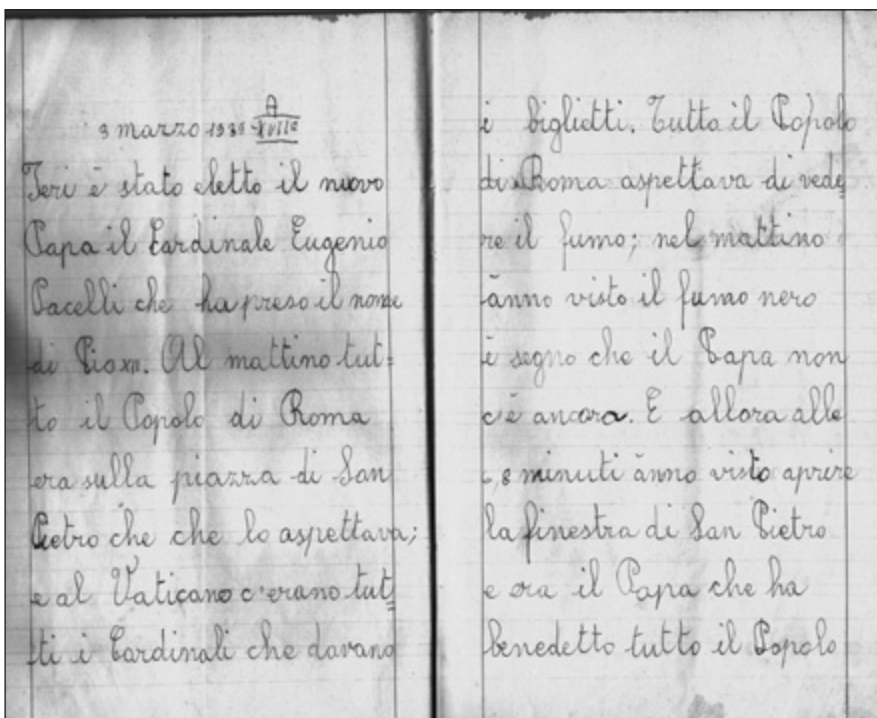 3 marzo 1939 A XVII
Ieri è stato eletto il nuovo
Papa il Cardinale Eugenio
Pacelli che ha preso il nome
di Pio XII. Al mattino tut=
to il Popolo di Roma
era sulla piazza di San
Pietro che che lo aspettava;
e al Vaticano c'erano tut=
ti i Cardinali che davano
i biglietti. Tutto il Popolo
di Roma aspettava di vede=
re il fumo; nel mattino
ànno visto il fumo nero
è segno che il Papa non
c'è ancora. E allora alle
6,8 minuti ànno visto aprire
la finestra di San Pietro
e era il Papa che ha
benedetto tutto il Popolo